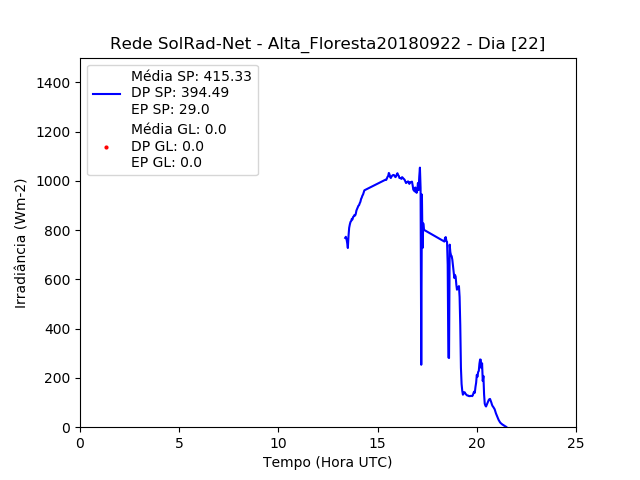 Rede SolRad-Net - Alta_Floresta20180922 - Dia [22]
Média SP: 415.33
DP SP: 394.49
EP SP: 29.0
Média GL: 0.0
DP GL: 0.0
EP GL: 0.0
1400
1200
1000
800
600
400
200
0
Irradiância (Wm-2)
0 5 10 15 20 25
Tempo (Hora UTC)